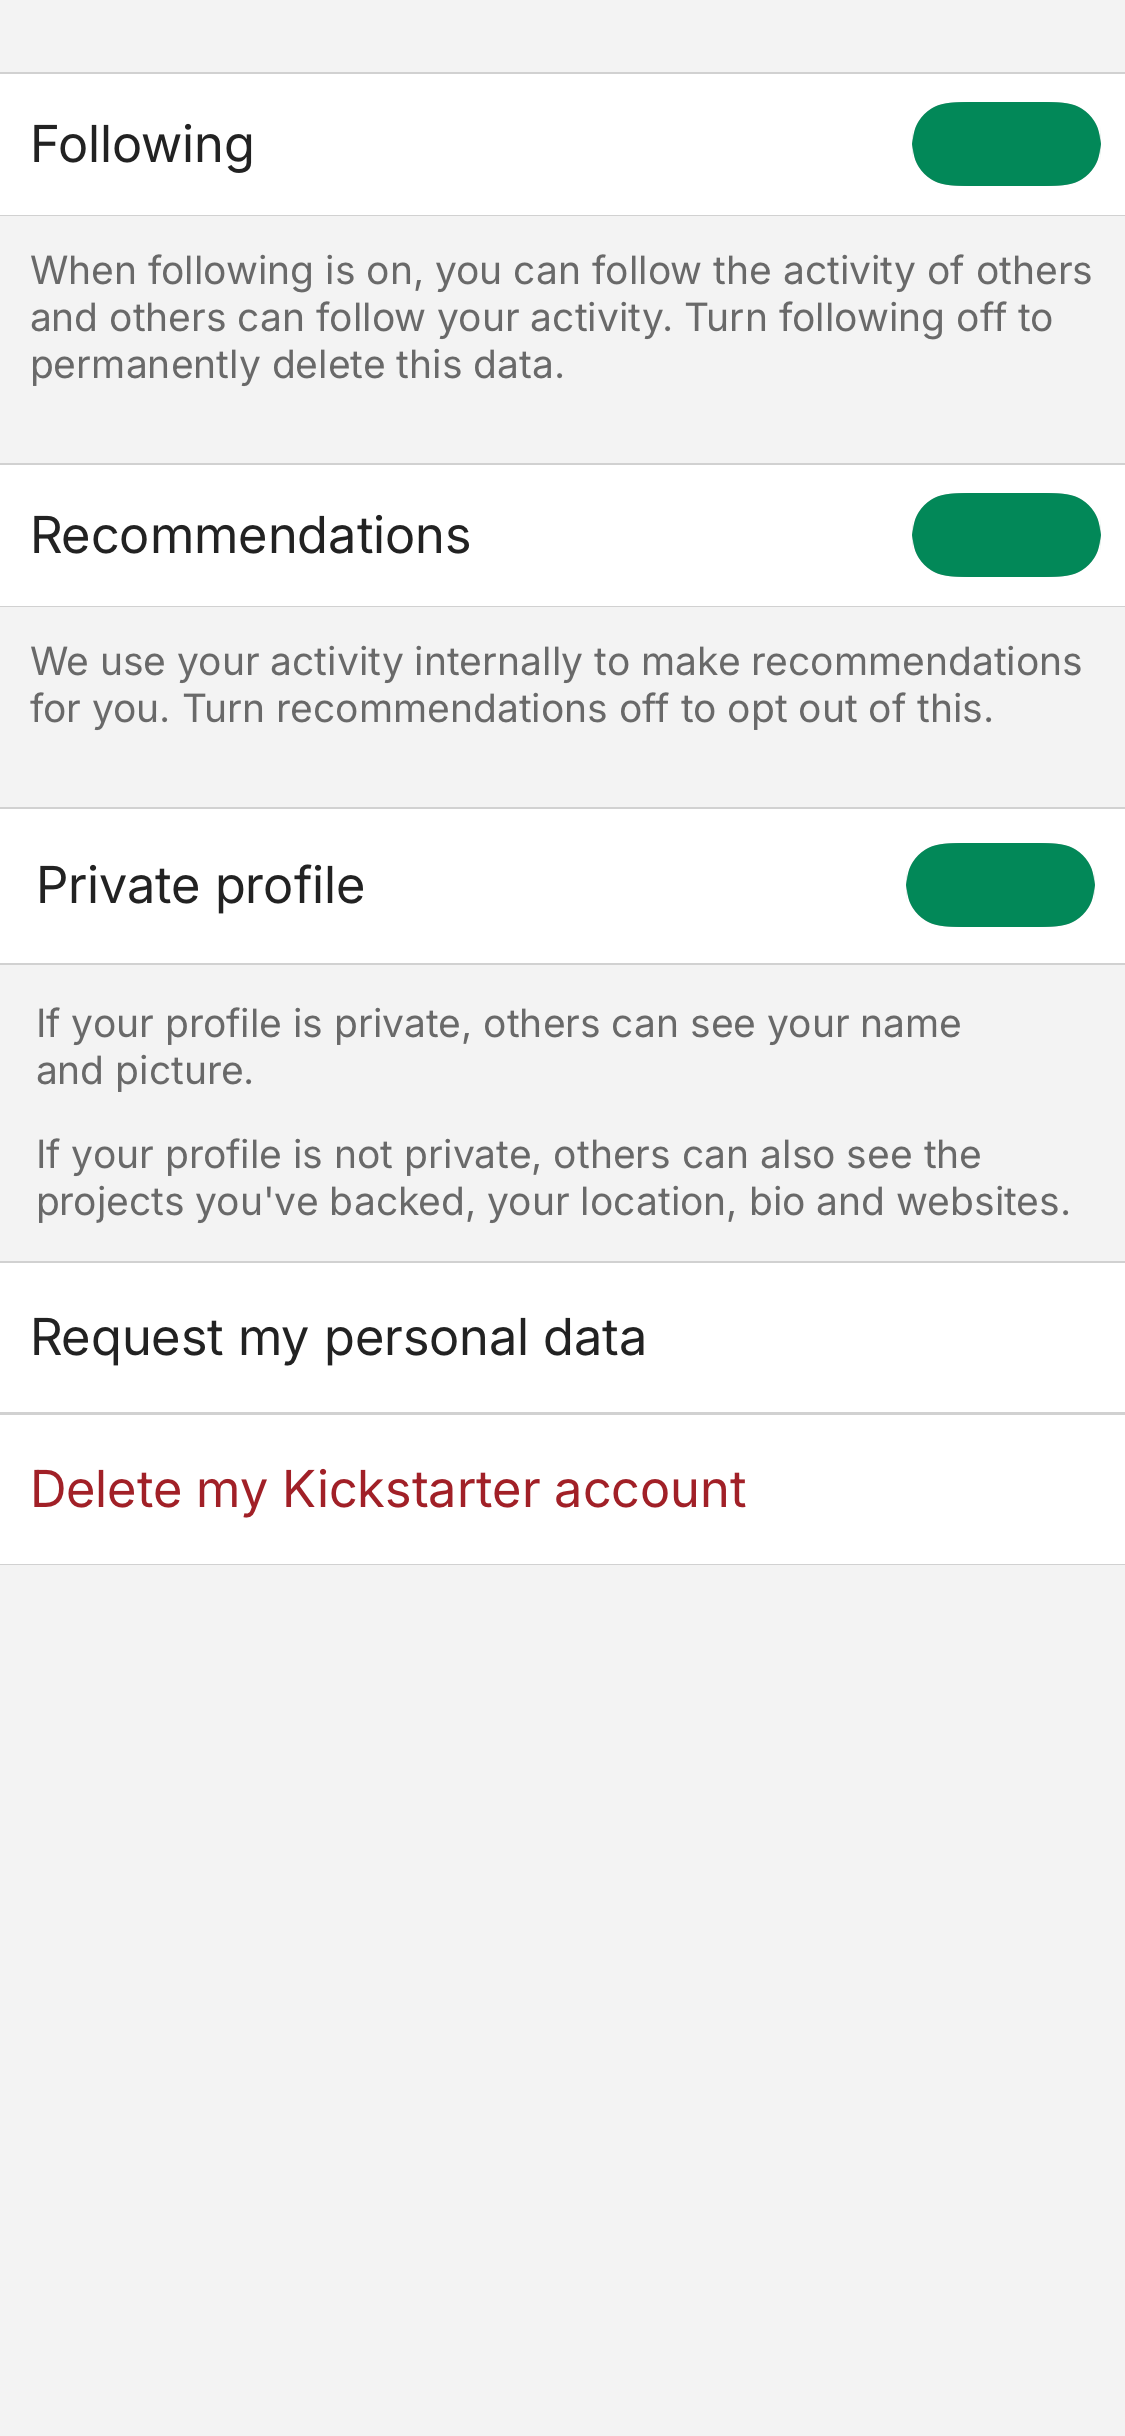 Following
When following is on, you can follow the activity of others
and others can follow your activity. Turn following off to
permanently delete this data.
Recommendations
We use your activity internally to make recommendations
for you. Turn recommendations off to opt out of this.
Private profile
If your profile is private, others can see your name
and picture.
If your profile is not private, others can also see the
projects you've backed, your location, bio and websites.
Request my personal data
Delete my Kickstarter account